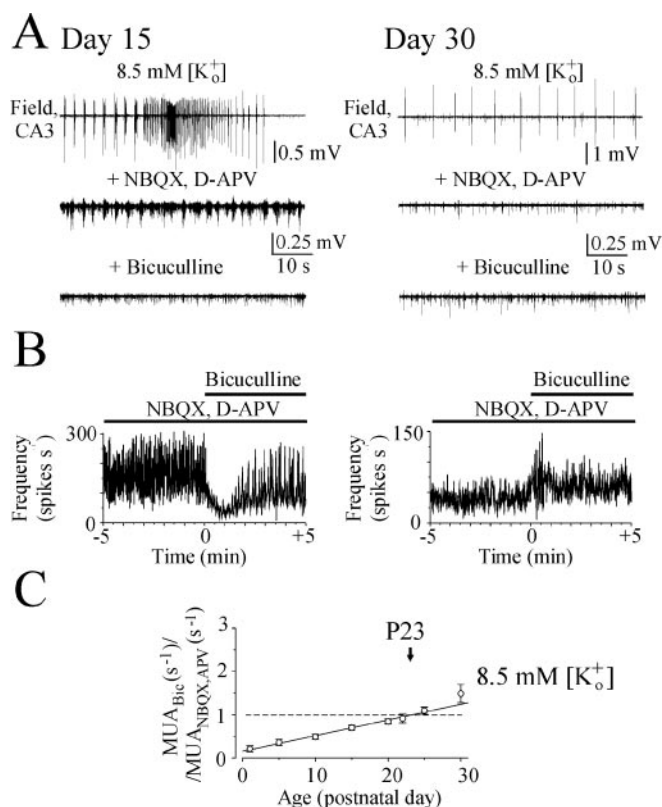 A Day 15 Day 30
8.5 mM [K+o] 8.5 mM [K+o]
Field, CA3 Field, CA3
0.5 mV 1 mV
+ NBQX, D-APV + NBQX, D-APV
0.25 mV 0.25 mV
10 s 10 s
+ Bicuculline + Bicuculline
B
Bicuculline Bicuculline
NBQX, D-APV NBQX, D-APV
Frequency (spikes s-) Frequency (spikes s-)
300 150
0 0
-5 0 +5 -5 0 +5
Time (min) Time (min)
C
MUABic(s-1)/
/MUANBQX,APV(s-1)
3
2
1
0
P23
8.5 mM [K+o]
0 10 20 30
Age (postnatal day)